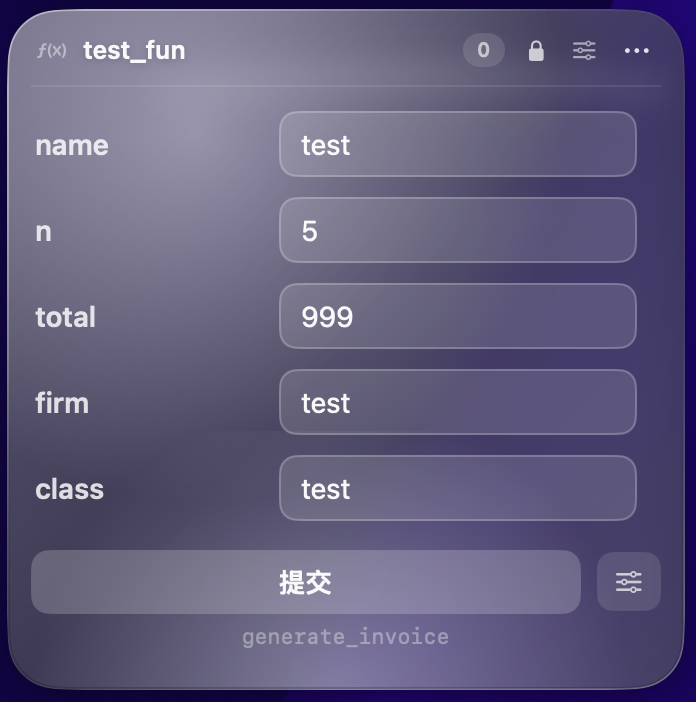 f(x) test_fun 0
name test
n 5
total 999
firm test
class test
提交
generate_invoice